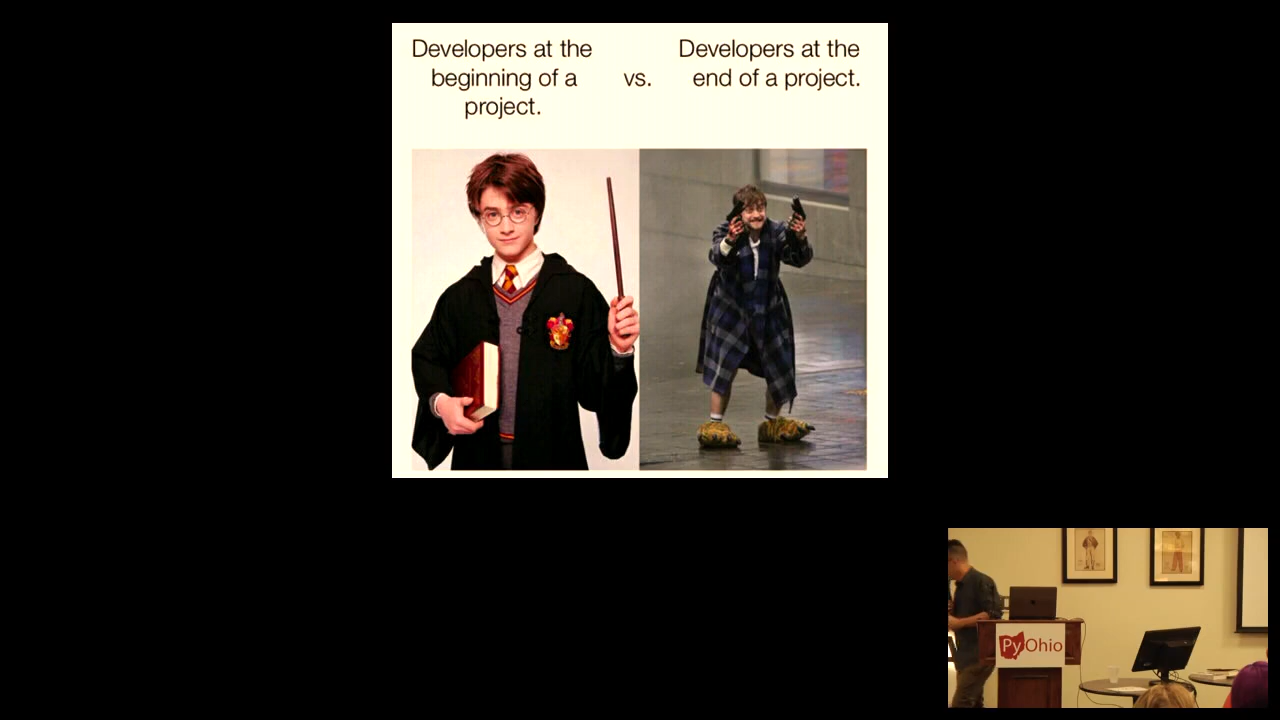 Developers at the
beginning of a
project.
vs.
Developers at the
end of a project.
PyOhio